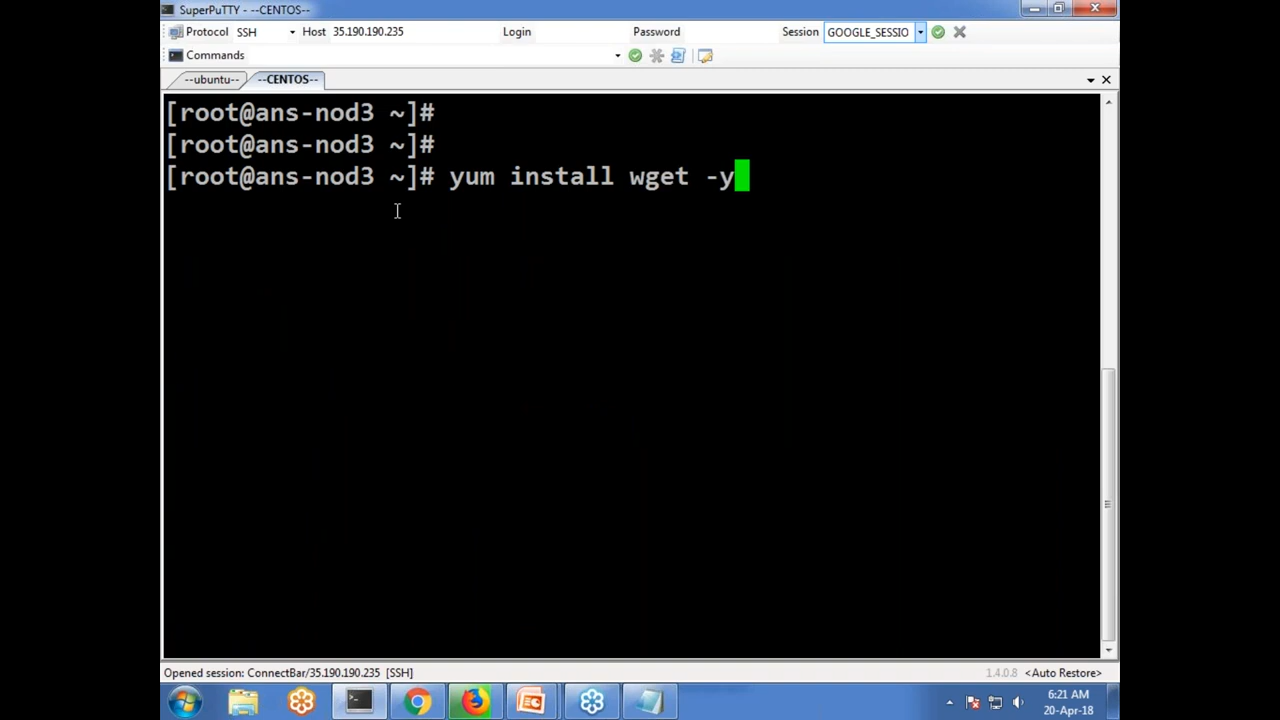 SuperPuTTY - --CENTOS--
Protocol SSH Host 35.190.190.235 Login Password Session GOOGLE_SESSIO
Commands
--ubuntu-- --CENTOS--
[root@ans-nod3 ~]#
[root@ans-nod3 ~]#
[root@ans-nod3 ~]# yum install wget -y
Opened session: ConnectBar/35.190.190.235 [SSH] 1.4.0.8 <Auto Restore>
6:21 AM
20-Apr-18